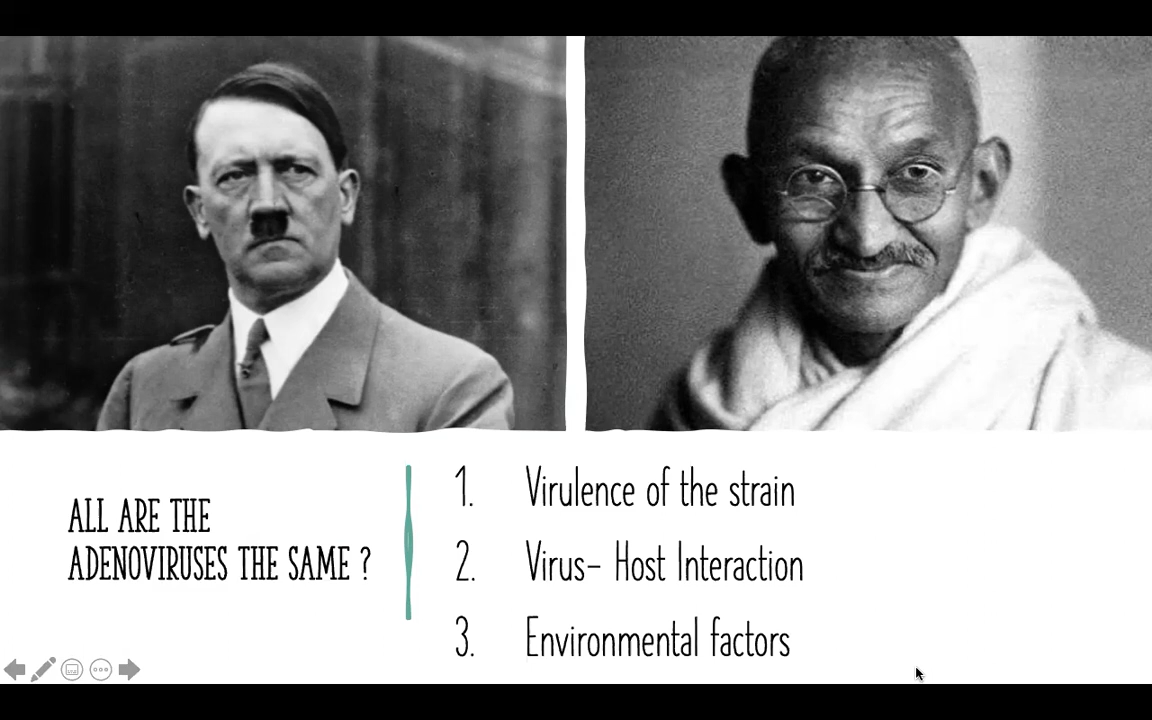 ALL ARE THE
ADENOVIRUSES THE SAME ?
1. Virulence of the strain
2. Virus- Host Interaction
3. Environmental factors